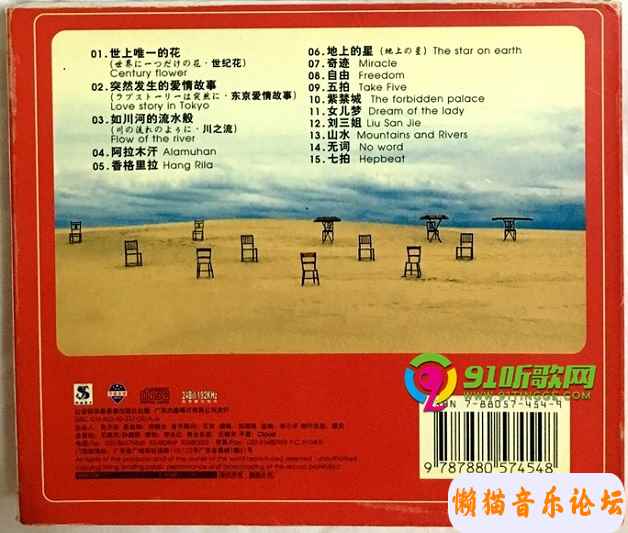 01.世上唯一的花
(世界に一つだけの花·世纪花)
Century flower
02.突然发生的爱情故事
(ラブストーリーは突然に·东京爱情故事)
Love story in Tokyo
03.如川河的流水般
(川の流れのように·川之流)
Flow of the river
04.阿拉木汗 Alamuhan
05.香格里拉 Hang Rila
06.地上的星(地上の星) The star on earth
07.奇迹 Miracle
08.自由 Freedom
09.五拍 Take Five
10.紫禁城 The forbidden palace
11.女儿梦 Dream of the lady
12.刘三姐 Liu San Jie
13.山水 Mountains and Rivers
14.无词 No word
15.七拍 Hepbeat
91听歌网
24Bit 192KHz
ISBN 7-88057-454-9
9 787880 574548
懒猫音乐论坛